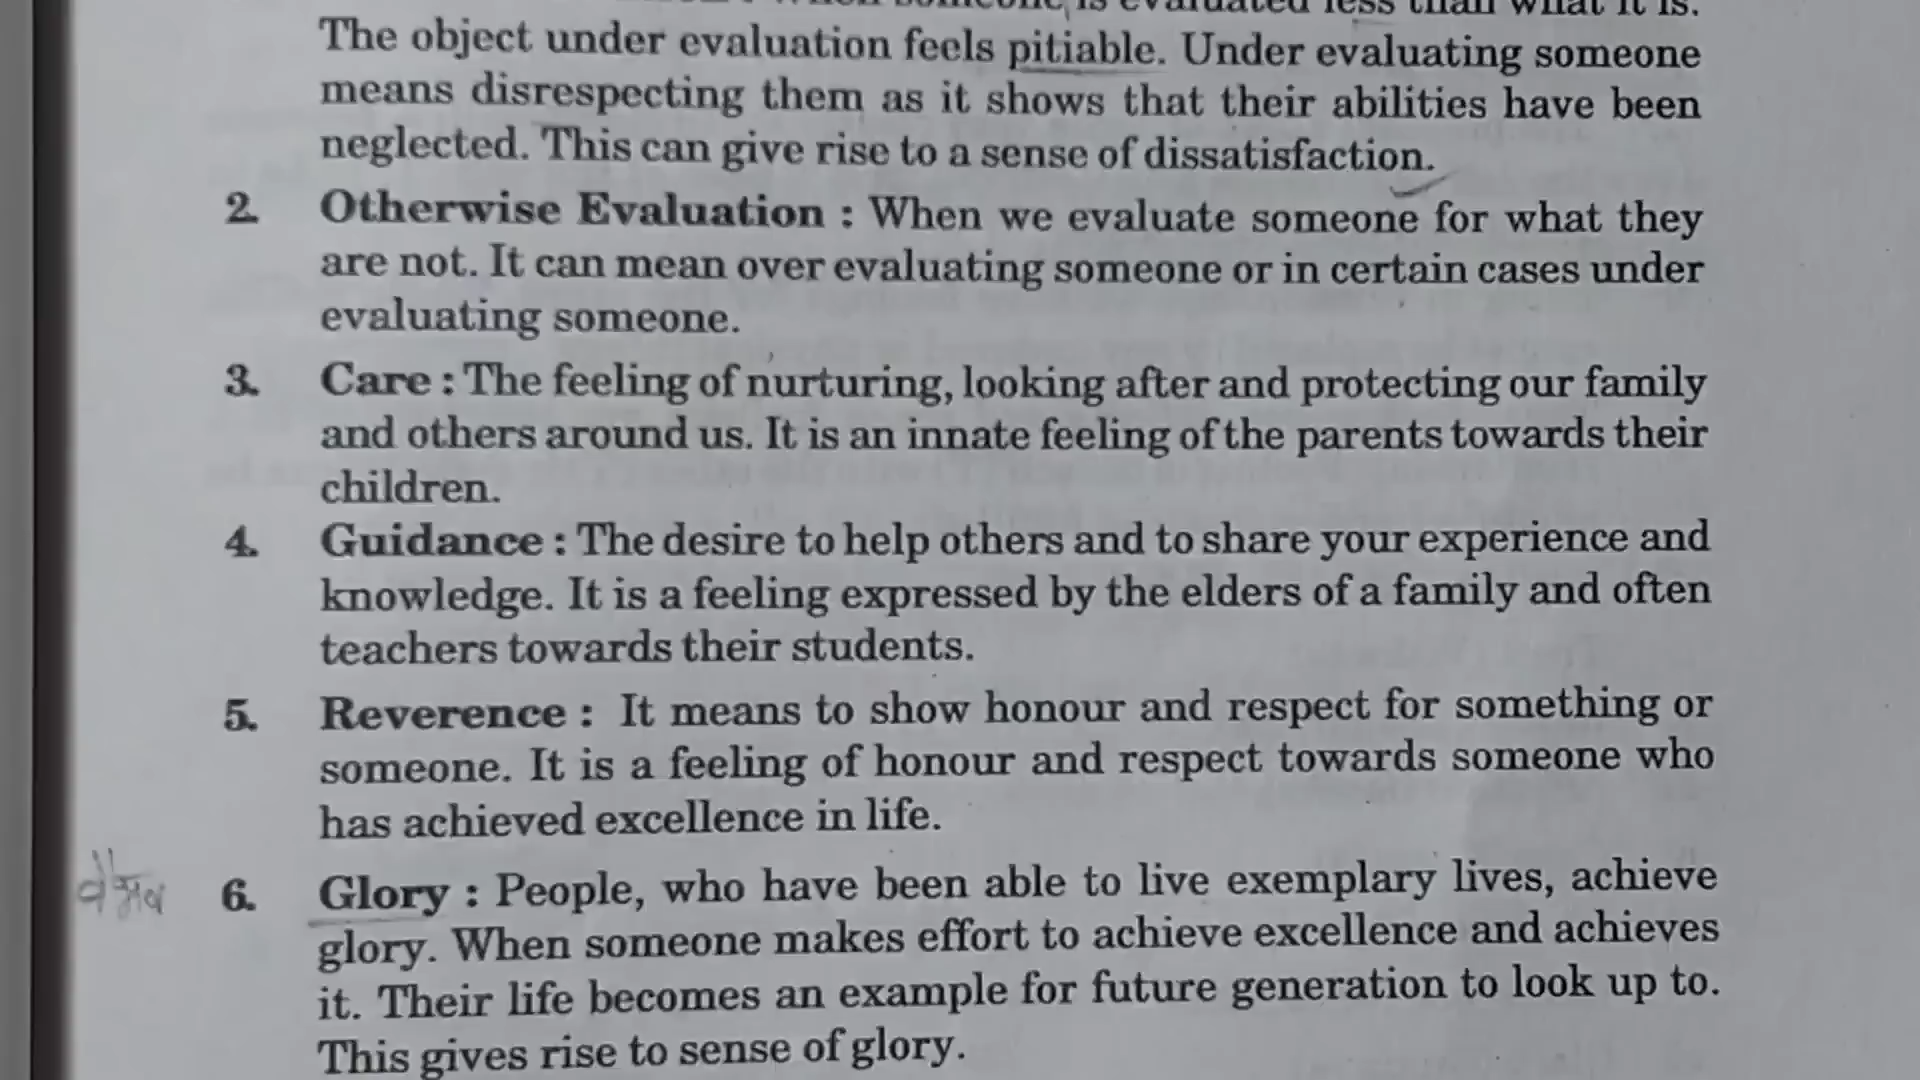 someone is evaluated less than what it is.
The object under evaluation feels pitiable. Under evaluating someone
means disrespecting them as it shows that their abilities have been
neglected. This can give rise to a sense of dissatisfaction.
2. Otherwise Evaluation : When we evaluate someone for what they
are not. It can mean over evaluating someone or in certain cases under
evaluating someone.
3. Care : The feeling of nurturing, looking after and protecting our family
and others around us. It is an innate feeling of the parents towards their
children.
4. Guidance : The desire to help others and to share your experience and
knowledge. It is a feeling expressed by the elders of a family and often
teachers towards their students.
5. Reverence : It means to show honour and respect for something or
someone. It is a feeling of honour and respect towards someone who
has achieved excellence in life.
वैभव 6. Glory : People, who have been able to live exemplary lives, achieve
glory. When someone makes effort to achieve excellence and achieves
it. Their life becomes an example for future generation to look up to.
This gives rise to sense of glory.